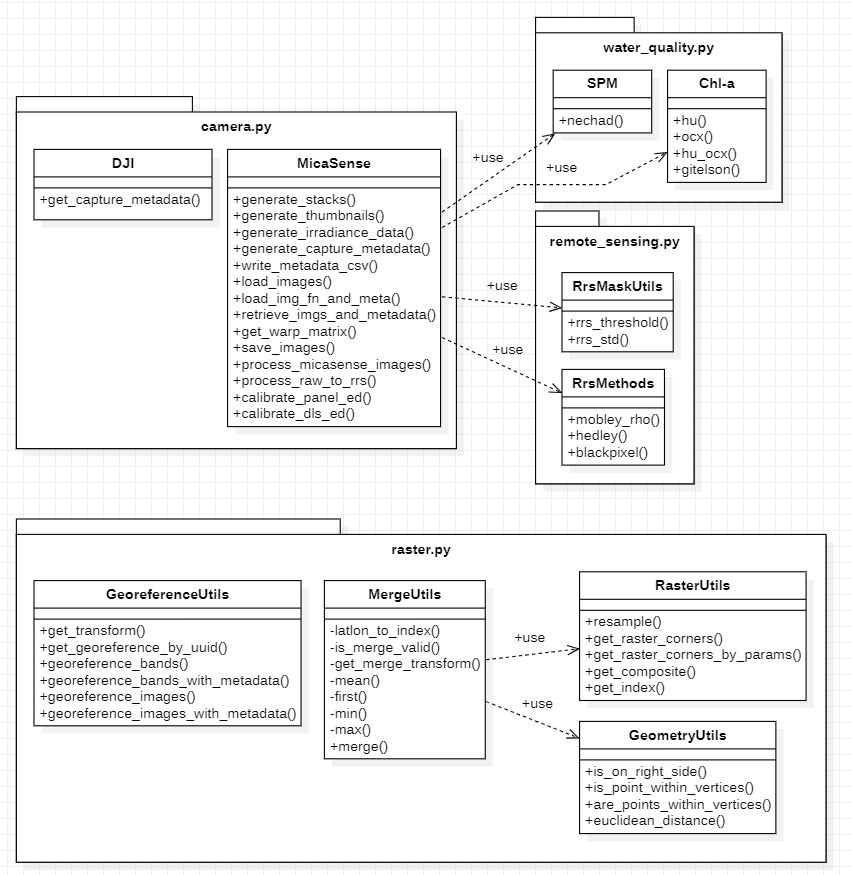 water_quality.py
SPM
+nechad()
Chl-a
+hu()
+ocx()
+hu_ocx()
+gitelson()
camera.py
DJI
+get_capture_metadata()
MicaSense
+generate_stacks()
+generate_thumbnails()
+generate_irradiance_data()
+generate_capture_metadata()
+write_metadata_csv()
+load_images()
+load_img_fn_and_meta()
+retrieve_imgs_and_metadata()
+get_warp_matrix()
+save_images()
+process_micasense_images()
+process_raw_to_rrs()
+calibrate_panel_ed()
+calibrate_dls_ed()
+use
+use
+use
+use
remote_sensing.py
RrsMaskUtils
+rrs_threshold()
+rrs_std()
RrsMethods
+mobley_rho()
+hedley()
+blackpixel()
raster.py
GeoreferenceUtils
+get_transform()
+get_georeference_by_uuid()
+georeference_bands()
+georeference_bands_with_metadata()
+georeference_images()
+georeference_images_with_metadata()
MergeUtils
-latlon_to_index()
-is_merge_valid()
-get_merge_transform()
-mean()
-first()
-min()
-max()
+merge()
+use
+use
RasterUtils
+resample()
+get_raster_corners()
+get_raster_corners_by_params()
+get_composite()
+get_index()
GeometryUtils
+is_on_right_side()
+is_point_within_vertices()
+are_points_within_vertices()
+euclidean_distance()